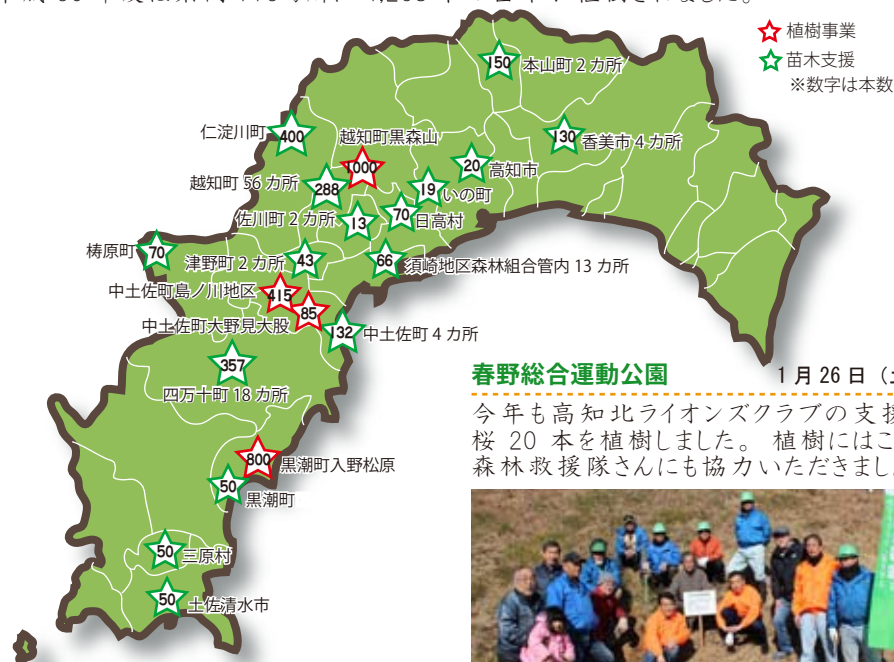 植樹事業
苗木支援
※数字は本数
150
本山町 2 カ所
仁淀川町
400
越知町黒森山
1000
130
香美市 4 カ所
20
高知市
越知町 56 カ所
288
19
いの町
佐川町 2 カ所
13
70
日高村
梼原町
70
津野町 2 カ所
43
66
須崎地区森林組合管内 13 カ所
中土佐町島ノ川地区
415
中土佐町大野見大股
85
132
中土佐町 4 カ所
357
四万十町 18 カ所
春野総合運動公園
1 月 26 日(土
今年も高知北ライオンズクラブの支援
桜 20 本を植樹しました。 植樹にはこ
森林救援隊さんにも協力いただきまし
800
黒潮町入野松原
50
黒潮町
50
三原村
50
土佐清水市